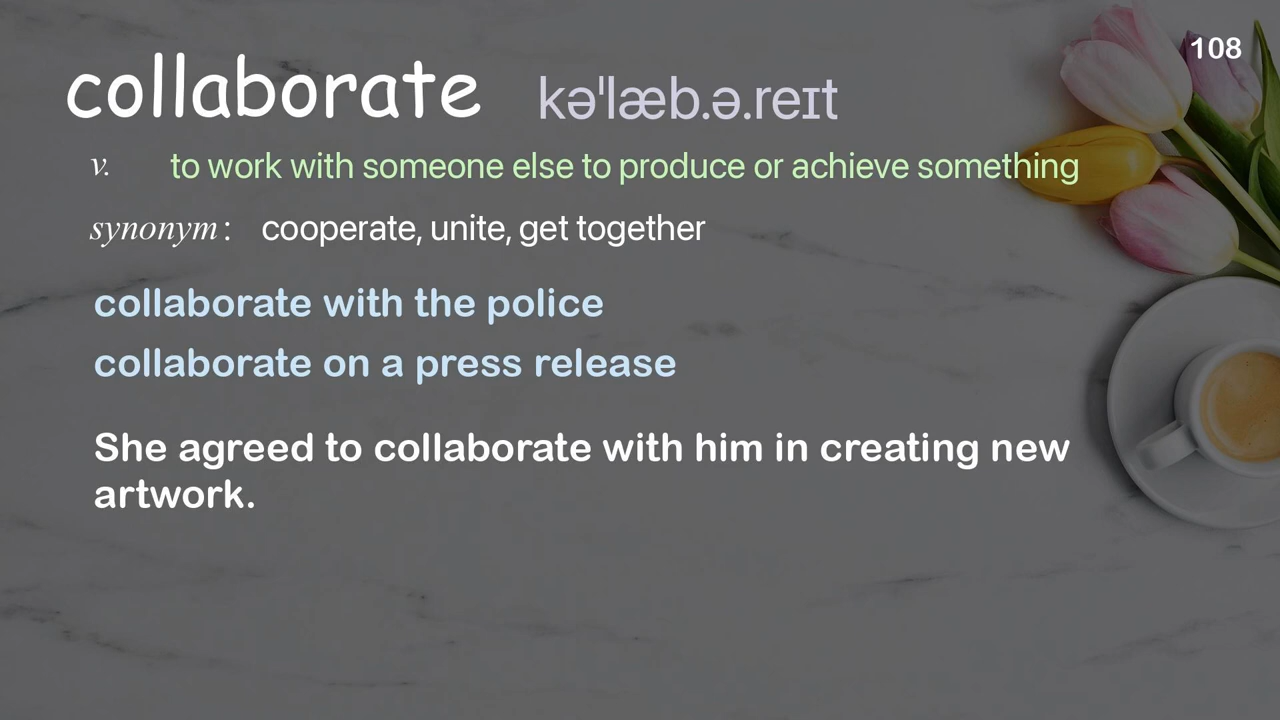 108
collaborate kəˈlæb.ə.reɪt
v. to work with someone else to produce or achieve something
synonym: cooperate, unite, get together
collaborate with the police
collaborate on a press release
She agreed to collaborate with him in creating new
artwork.